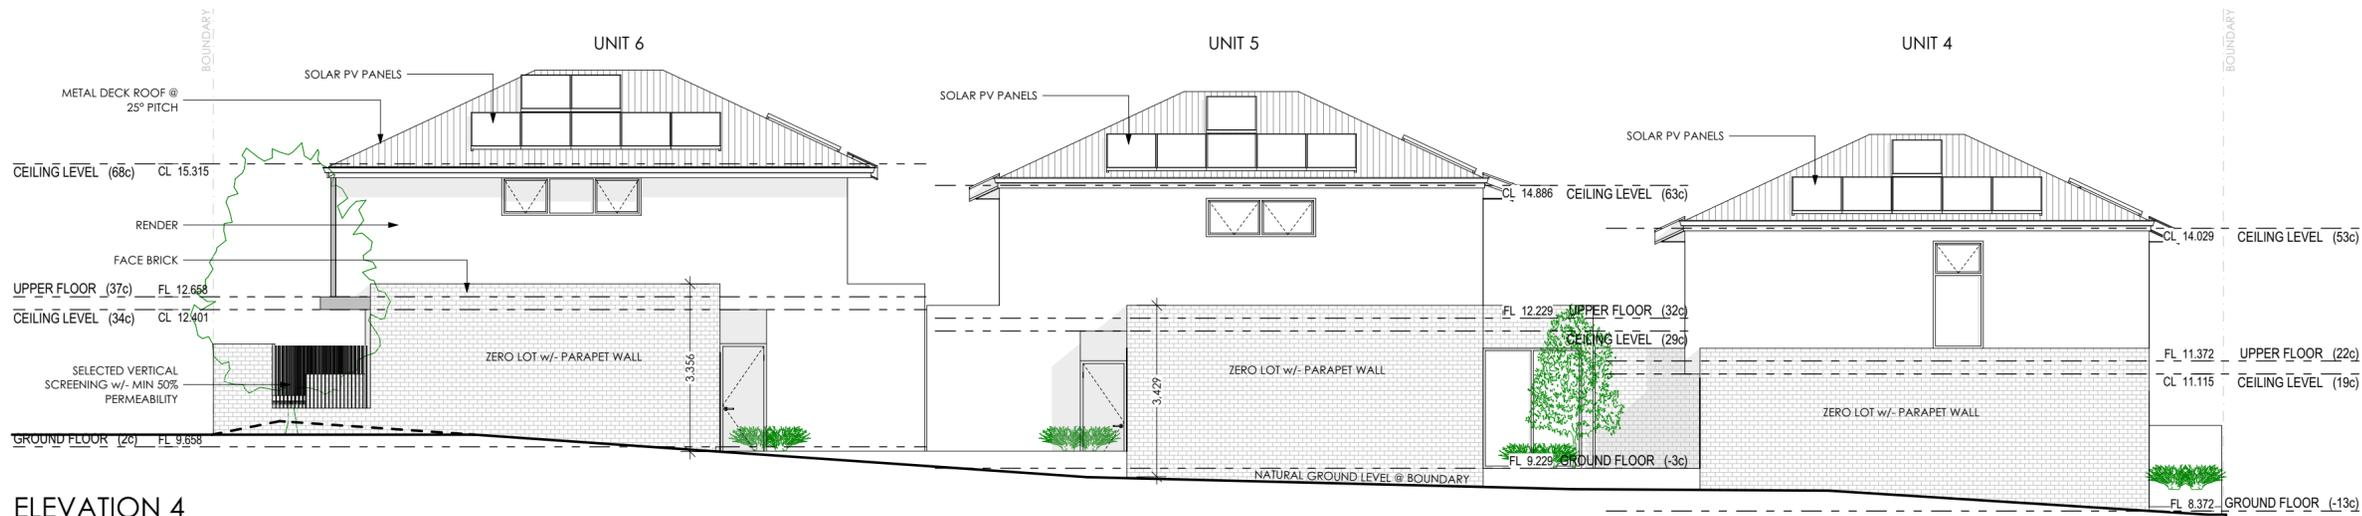 BOUNDARY
UNIT 6
UNIT 5
UNIT 4
BOUNDARY
SOLAR PV PANELS
METAL DECK ROOF @
25° PITCH
SOLAR PV PANELS
SOLAR PV PANELS
CEILING LEVEL (68c) CL 15.315
CL 14.886 CEILING LEVEL (63c)
RENDER
CL 14.029 CEILING LEVEL (53c)
FACE BRICK
UPPER FLOOR (37c) FL 12.658
CEILING LEVEL (34c) CL 12.401
FL 12.229 UPPER FLOOR (32c)
CEILING LEVEL (29c)
ZERO LOT w/- PARAPET WALL
3,356
FL 11.372 UPPER FLOOR (22c)
SELECTED VERTICAL
SCREENING w/- MIN 50%
PERMEABILITY
ZERO LOT w/- PARAPET WALL
3,429
CL 11.115 CEILING LEVEL (19c)
ZERO LOT w/- PARAPET WALL
GROUND FLOOR (2c) FL 9.658
FL 9.229 GROUND FLOOR (-3c)
NATURAL GROUND LEVEL @ BOUNDARY
FL 8.372 GROUND FLOOR (-13c)
ELEVATION 4